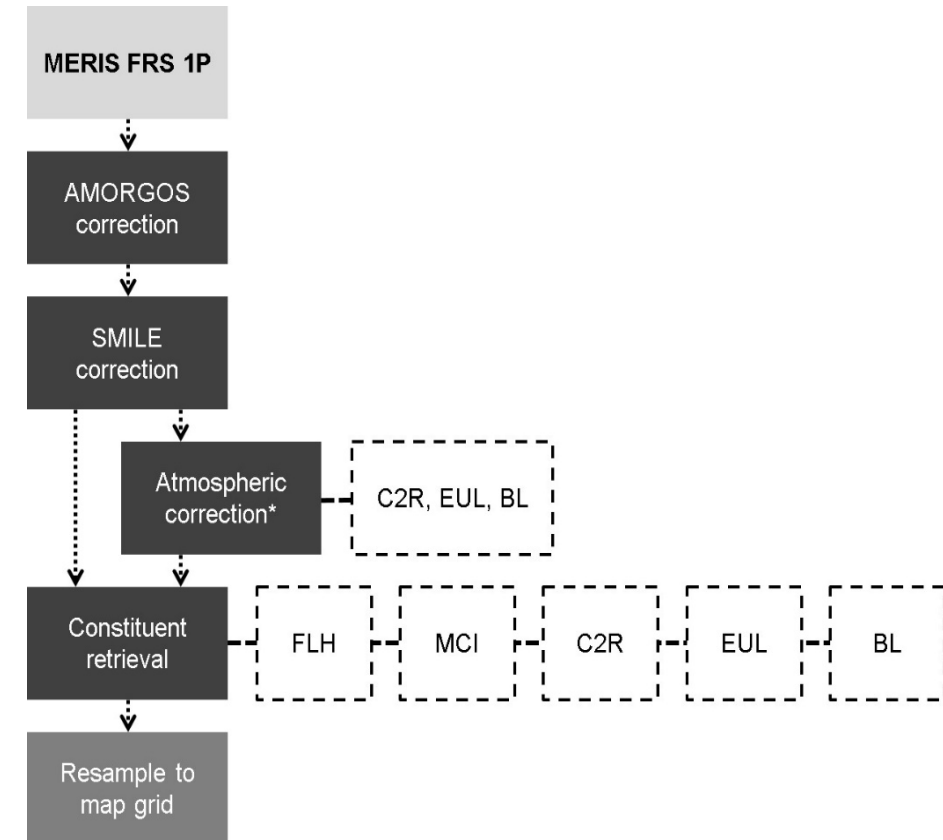 MERIS FRS 1P
AMORGOS
correction
SMILE
correction
Atmospheric
correction*
C2R, EUL, BL
Constituent
retrieval
FLH
MCI
C2R
EUL
BL
Resample to
map grid